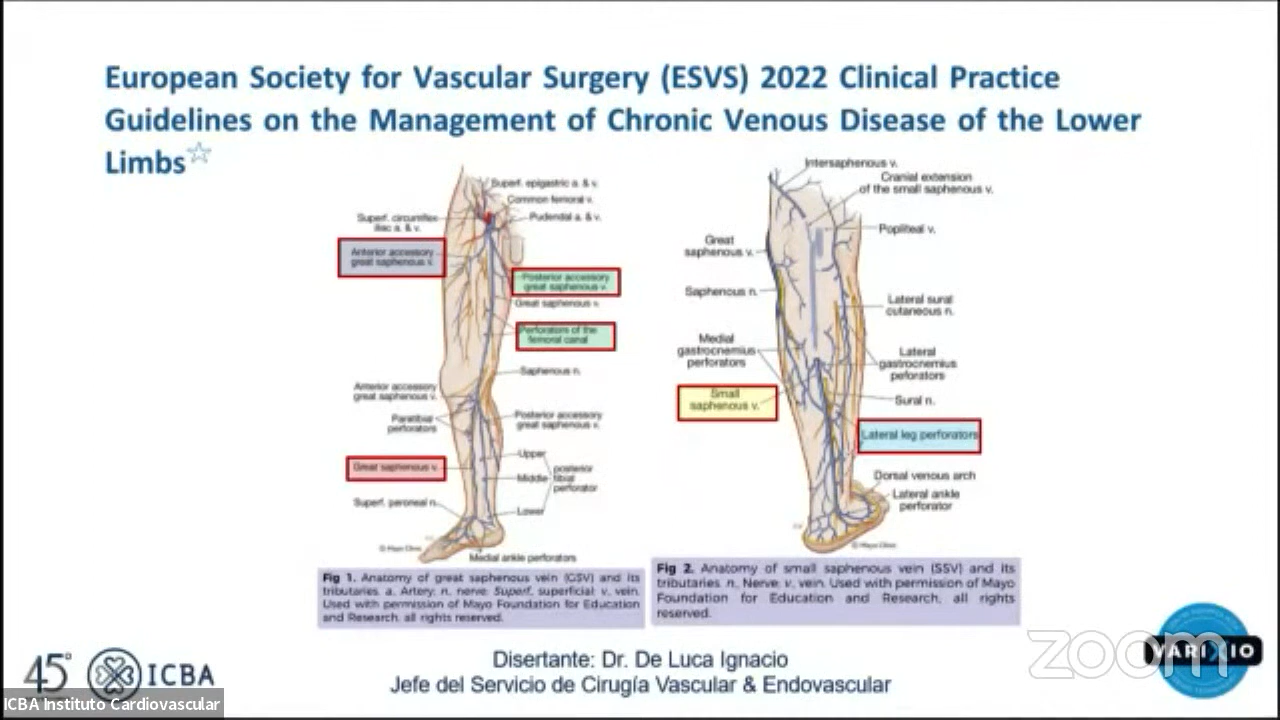 European Society for Vascular Surgery (ESVS) 2022 Clinical Practice
Guidelines on the Management of Chronic Venous Disease of the Lower
Limbs☆
Superf. epigastric a. & v.
Common femoral v.
Superf. circumflex
iliac a. & v.
Pudendal a. & v.
Anterior accessory
great saphenous v.
Posterior accessory
great saphenous v.
Great saphenous v.
Perforators of the
femoral canal
Saphenous n.
Anterior accessory
great saphenous v.
Paratibial
perforators
Posterior accessory
great saphenous v.
Great saphenous v.
Upper
Middle
Lower
posterior
tibial
perforator
Superf. peroneal n.
© Mayo Clinic
Medial ankle perforators
Fig 1. Anatomy of great saphenous vein (GSV) and its
tributaries. a, Artery; n, nerve; Superf, superficial; v, vein.
Used with permission of Mayo Foundation for Education
and Research, all rights reserved.
Intersaphenous v.
Cranial extension
of the small saphenous v.
Popliteal v.
Great
saphenous v.
Saphenous n.
Lateral sural
cutaneous n.
Medial
gastrocnemius
perforators
Lateral
gastrocnemius
peforators
Small
saphenous v.
Sural n.
Lateral leg perforators
Dorsal venous arch
Lateral ankle
perforator
© Mayo Clinic
Fig 2. Anatomy of small saphenous vein (SSV) and its
tributaries. n, Nerve; v, vein. Used with permission of Mayo
Foundation for Education and Research, all rights
reserved.
45°
ICBA
Disertante: Dr. De Luca Ignacio
Jefe del Servicio de Cirugía Vascular & Endovascular
zoom
VARIXIO
ICBA Instituto Cardiovascular